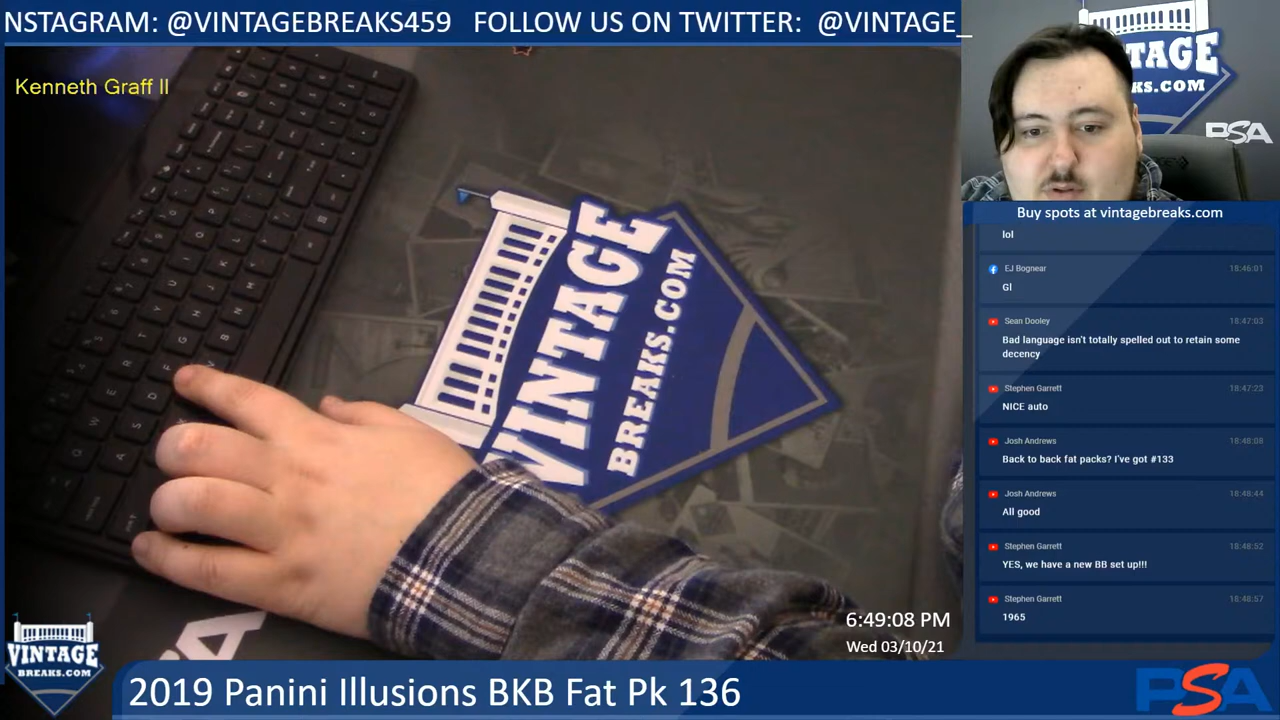 NSTAGRAM: @VINTAGEBREAKS459 FOLLOW US ON TWITTER: @VINTAGE_
Kenneth Graff II
VINTAGE
BREAKS.COM
TAGE
KS.COM
PSA
Buy spots at vintagebreaks.com
lol
EJ Bognear 18:46:01
Gl
Sean Dooley 18:47:03
Bad language isn't totally spelled out to retain some
decency
Stephen Garrett 18:47:23
NICE auto
Josh Andrews 18:48:08
Back to back fat packs? I've got #133
Josh Andrews 18:48:44
All good
Stephen Garrett 18:48:52
YES, we have a new BB set up!!!
Stephen Garrett 18:48:57
1965
6:49:08 PM
Wed 03/10/21
VINTAGE
BREAKS.COM
2019 Panini Illusions BKB Fat Pk 136
PSA